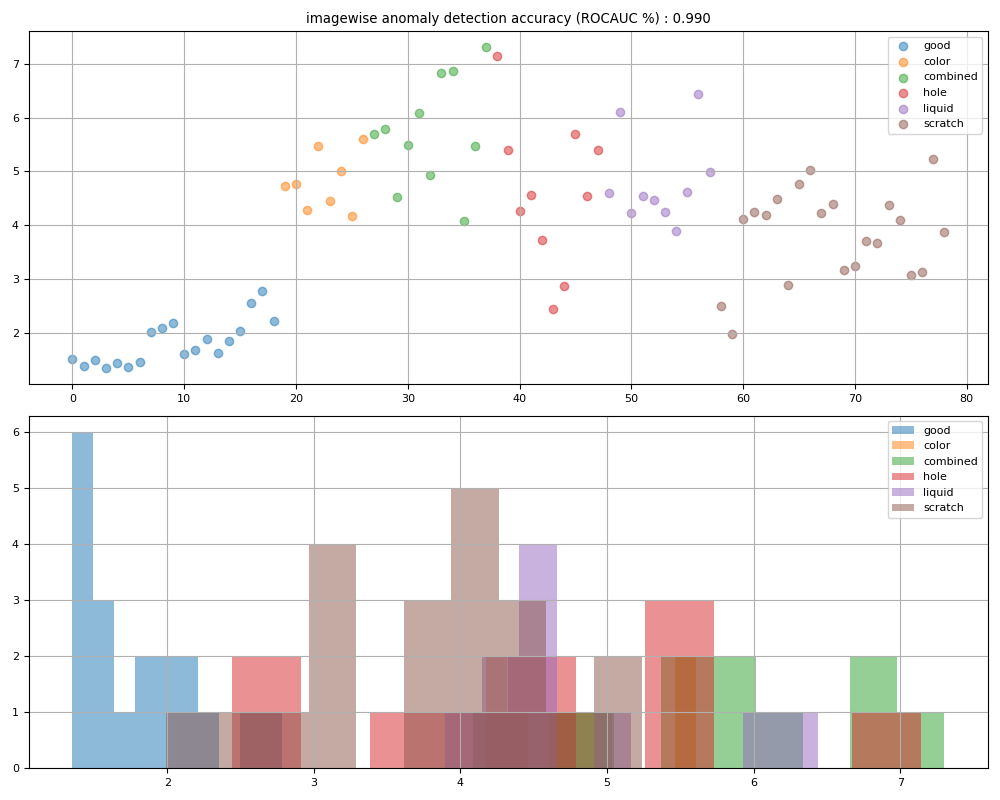 imagewise anomaly detection accuracy (ROCAUC %) : 0.990
7
6
5
4
3
2
0 10 20 30 40 50 60 70 80
good
color
combined
hole
liquid
scratch
6
5
4
3
2
1
0
2 3 4 5 6 7
good
color
combined
hole
liquid
scratch